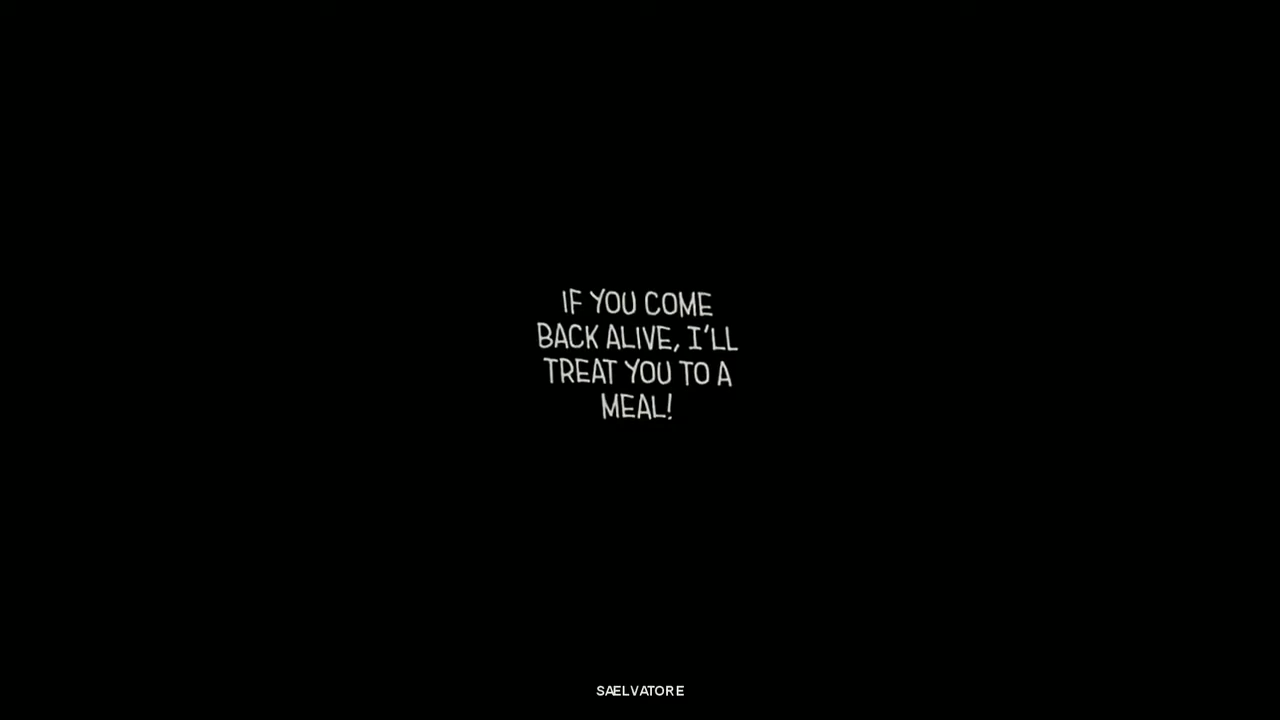 IF YOU COME
BACK ALIVE, I'LL
TREAT YOU TO A
MEAL!
SAELVATORE